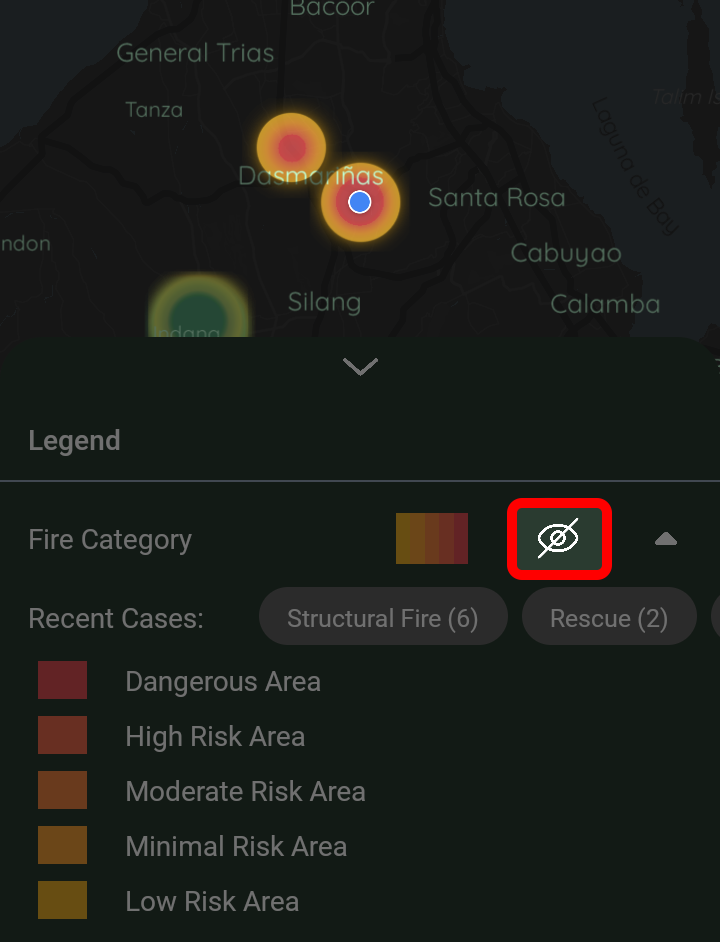 Bacoor
General Trias
Tanza
Talim Is
Laguna de Bay
Dasmariñas
Santa Rosa
ndon
Cabuyao
Silang
Calamba
ndang
Legend
Fire Category
Recent Cases: Structural Fire (6) Rescue (2)
Dangerous Area
High Risk Area
Moderate Risk Area
Minimal Risk Area
Low Risk Area